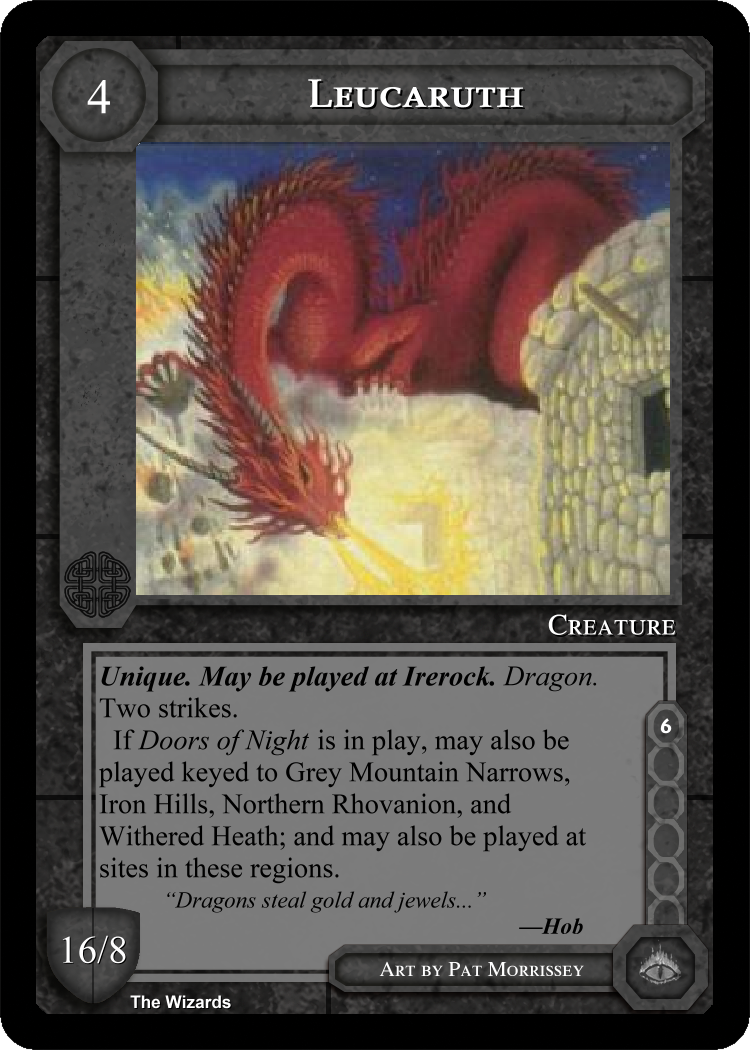 4
Leucaruth
Creature
Unique. May be played at Irerock. Dragon.
Two strikes.
If Doors of Night is in play, may also be
played keyed to Grey Mountain Narrows,
Iron Hills, Northern Rhovanion, and
Withered Heath; and may also be played at
sites in these regions.
“Dragons steal gold and jewels...”
—Hob
6
16/8
Art by Pat Morrissey
The Wizards